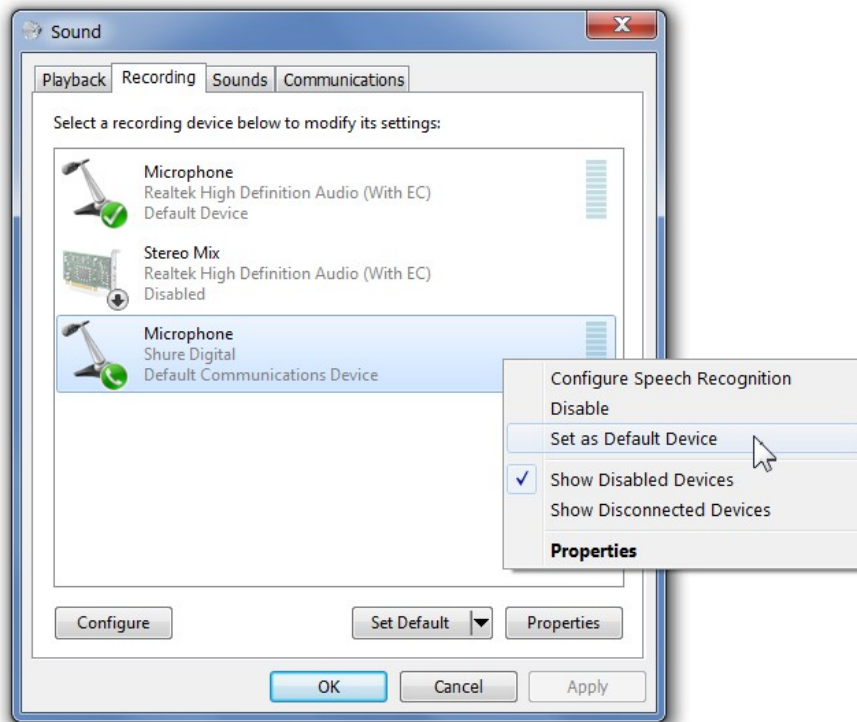 Sound
Playback Recording Sounds Communications
Select a recording device below to modify its settings:
Microphone
Realtek High Definition Audio (With EC)
Default Device
Stereo Mix
Realtek High Definition Audio (With EC)
Disabled
Microphone
Shure Digital
Default Communications Device
Configure Speech Recognition
Disable
Set as Default Device
Show Disabled Devices
Show Disconnected Devices
Properties
Configure Set Default Properties
OK Cancel Apply